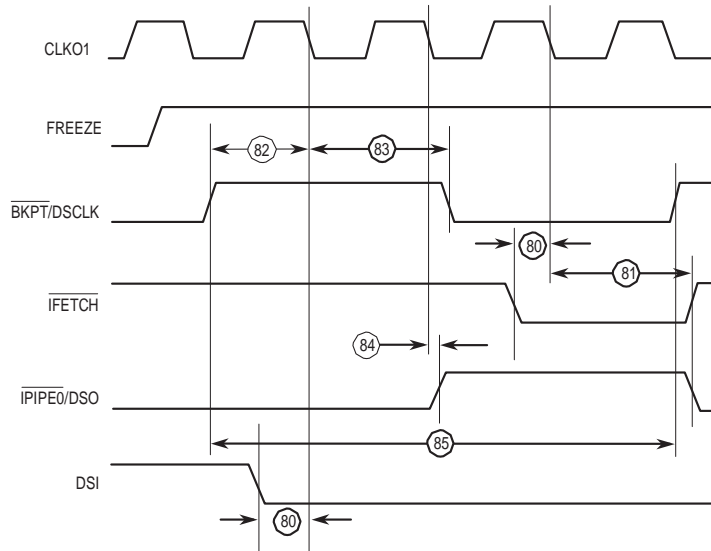 CLKO1
FREEZE
82
83
BKPT/DSCLK
80
81
IFETCH
84
IPIPE0/DSO
85
DSI
80